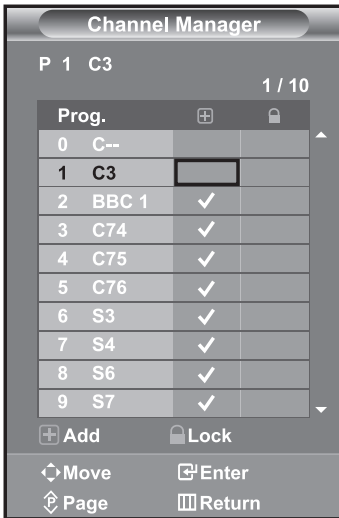 Channel Manager
P 1 C3
1 / 10
Prog.
0 C--
1 C3
2 BBC 1 ✓
3 C74 ✓
4 C75 ✓
5 C76 ✓
6 S3 ✓
7 S4 ✓
8 S6 ✓
9 S7 ✓
Add Lock
Move Enter
P Page Return